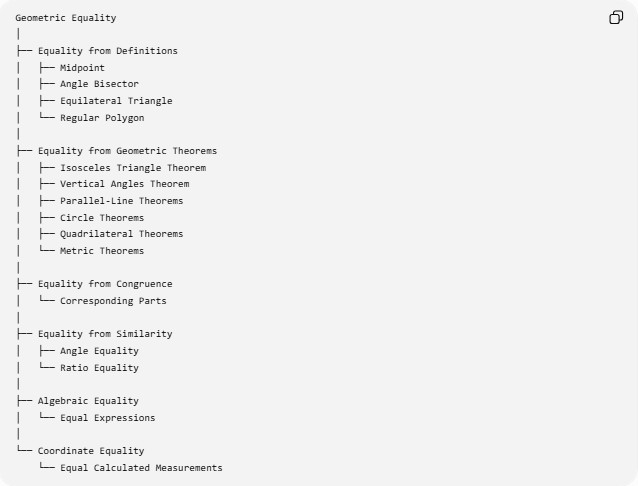 Geometric Equality
│
├── Equality from Definitions
│   ├── Midpoint
│   ├── Angle Bisector
│   ├── Equilateral Triangle
│   └── Regular Polygon
│
├── Equality from Geometric Theorems
│   ├── Isosceles Triangle Theorem
│   ├── Vertical Angles Theorem
│   ├── Parallel-Line Theorems
│   ├── Circle Theorems
│   ├── Quadrilateral Theorems
│   └── Metric Theorems
│
├── Equality from Congruence
│   └── Corresponding Parts
│
├── Equality from Similarity
│   ├── Angle Equality
│   └── Ratio Equality
│
├── Algebraic Equality
│   └── Equal Expressions
│
└── Coordinate Equality
    └── Equal Calculated Measurements